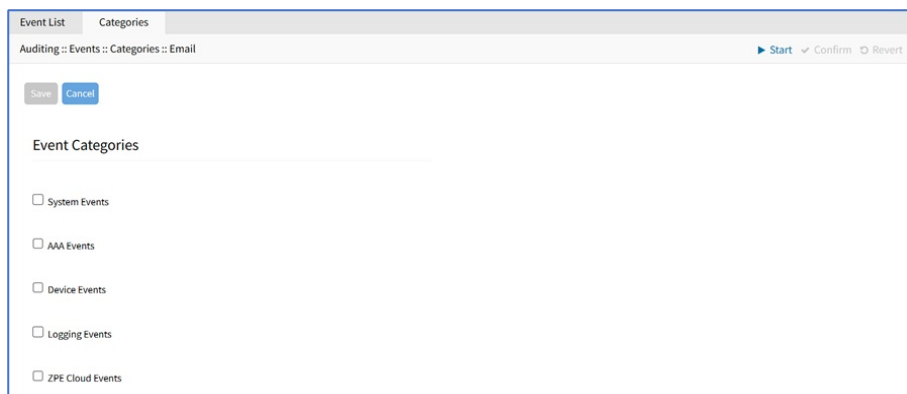 Event List Categories
Auditing :: Events :: Categories :: Email Start Confirm Revert
Save Cancel
Event Categories
System Events
AAA Events
Device Events
Logging Events
ZPE Cloud Events